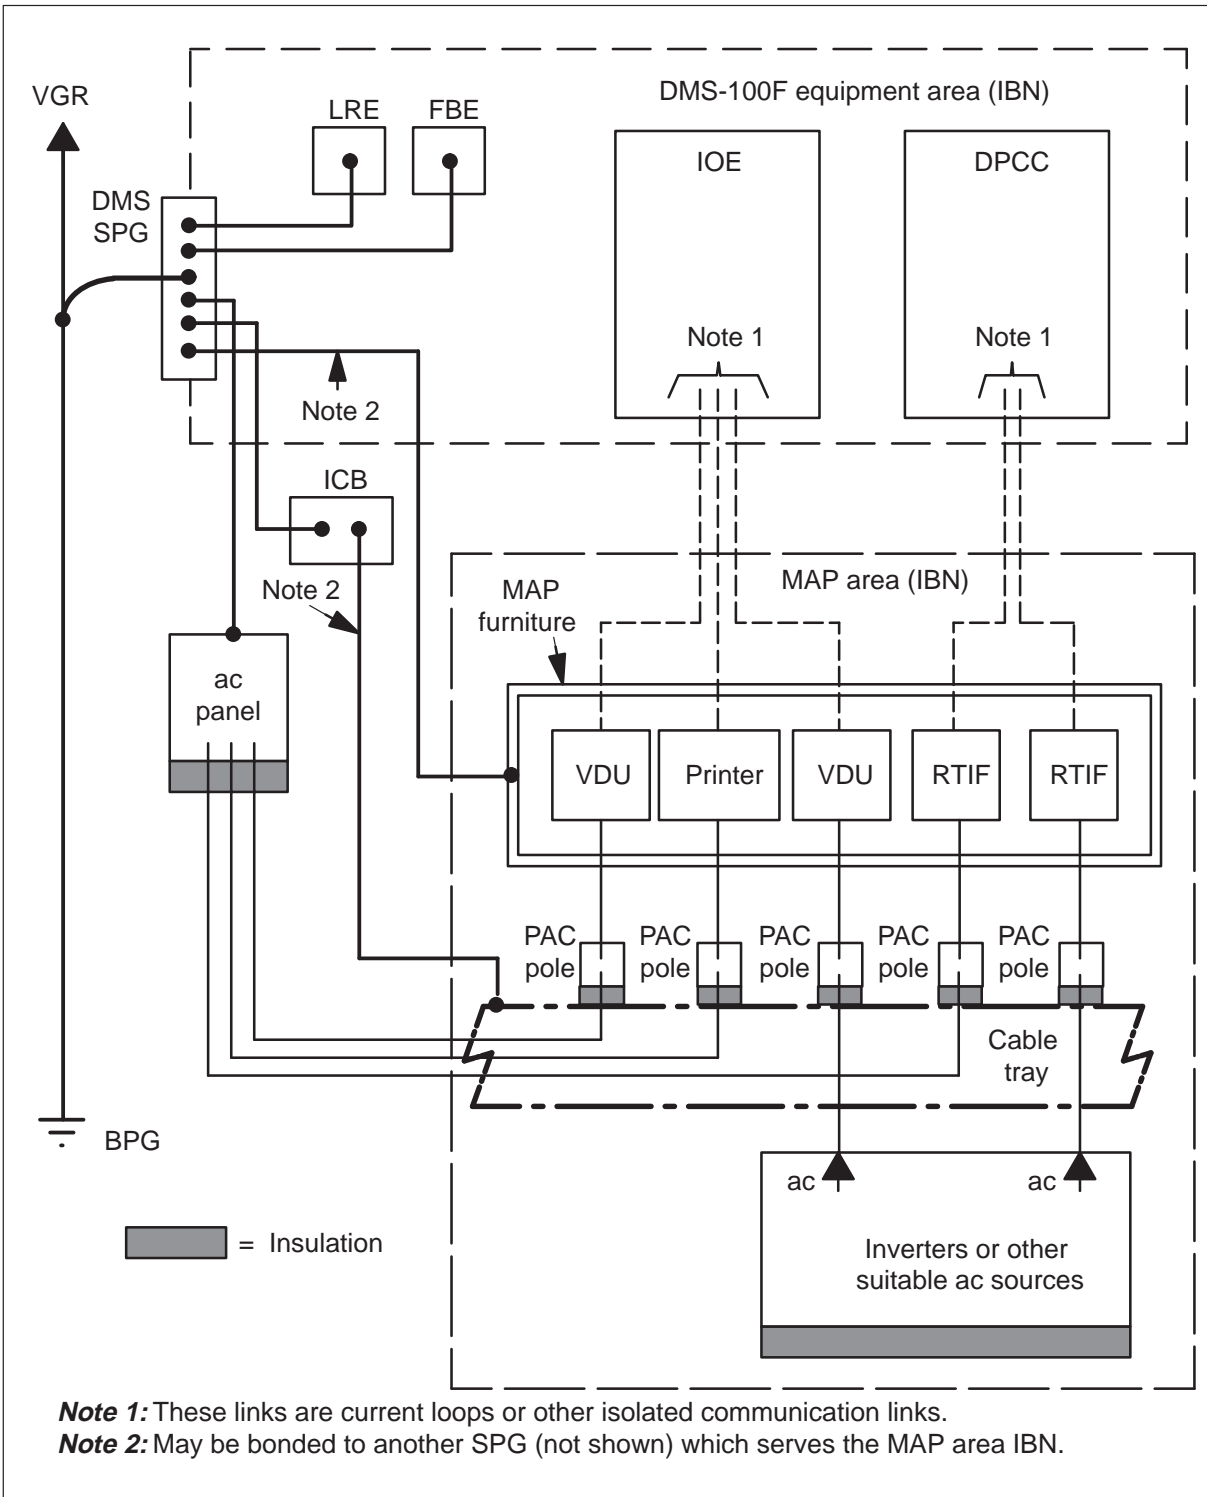 DMS-100F equipment area (IBN)
VGR
LRE
FBE
IOE
DPCC
DMS
SPG
Note 1
Note 1
Note 2
ICB
MAP area (IBN)
Note 2
MAP
furniture
ac
panel
VDU
Printer
VDU
RTIF
RTIF
PAC
pole
PAC
pole
PAC
pole
PAC
pole
PAC
pole
Cable
tray
BPG
ac
ac
= Insulation
Inverters or other
suitable ac sources
Note 1: These links are current loops or other isolated communication links.
Note 2: May be bonded to another SPG (not shown) which serves the MAP area IBN.